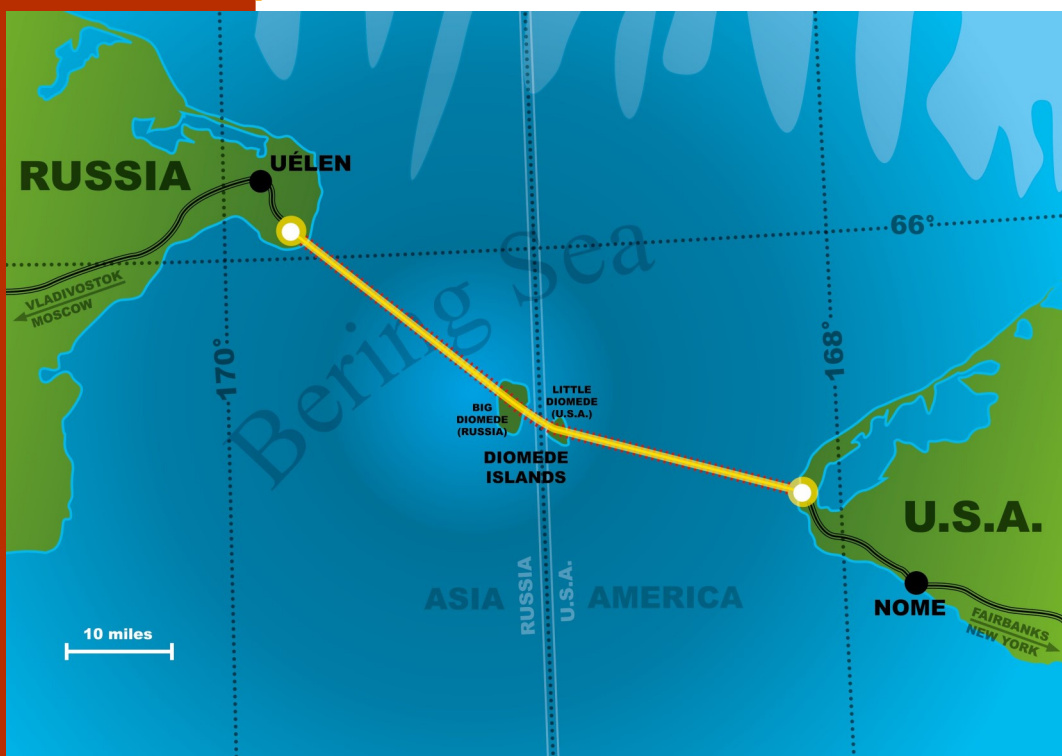 RUSSIA
UÉLEN
66°
VLADIVOSTOK
MOSCOW
Bering Sea
170°
168°
BIG
DIOMEDE
(RUSSIA)
LITTLE
DIOMEDE
(U.S.A.)
DIOMEDE
ISLANDS
U.S.A.
ASIA
RUSSIA
U.S.A.
AMERICA
NOME
FAIRBANKS
NEW YORK
10 miles